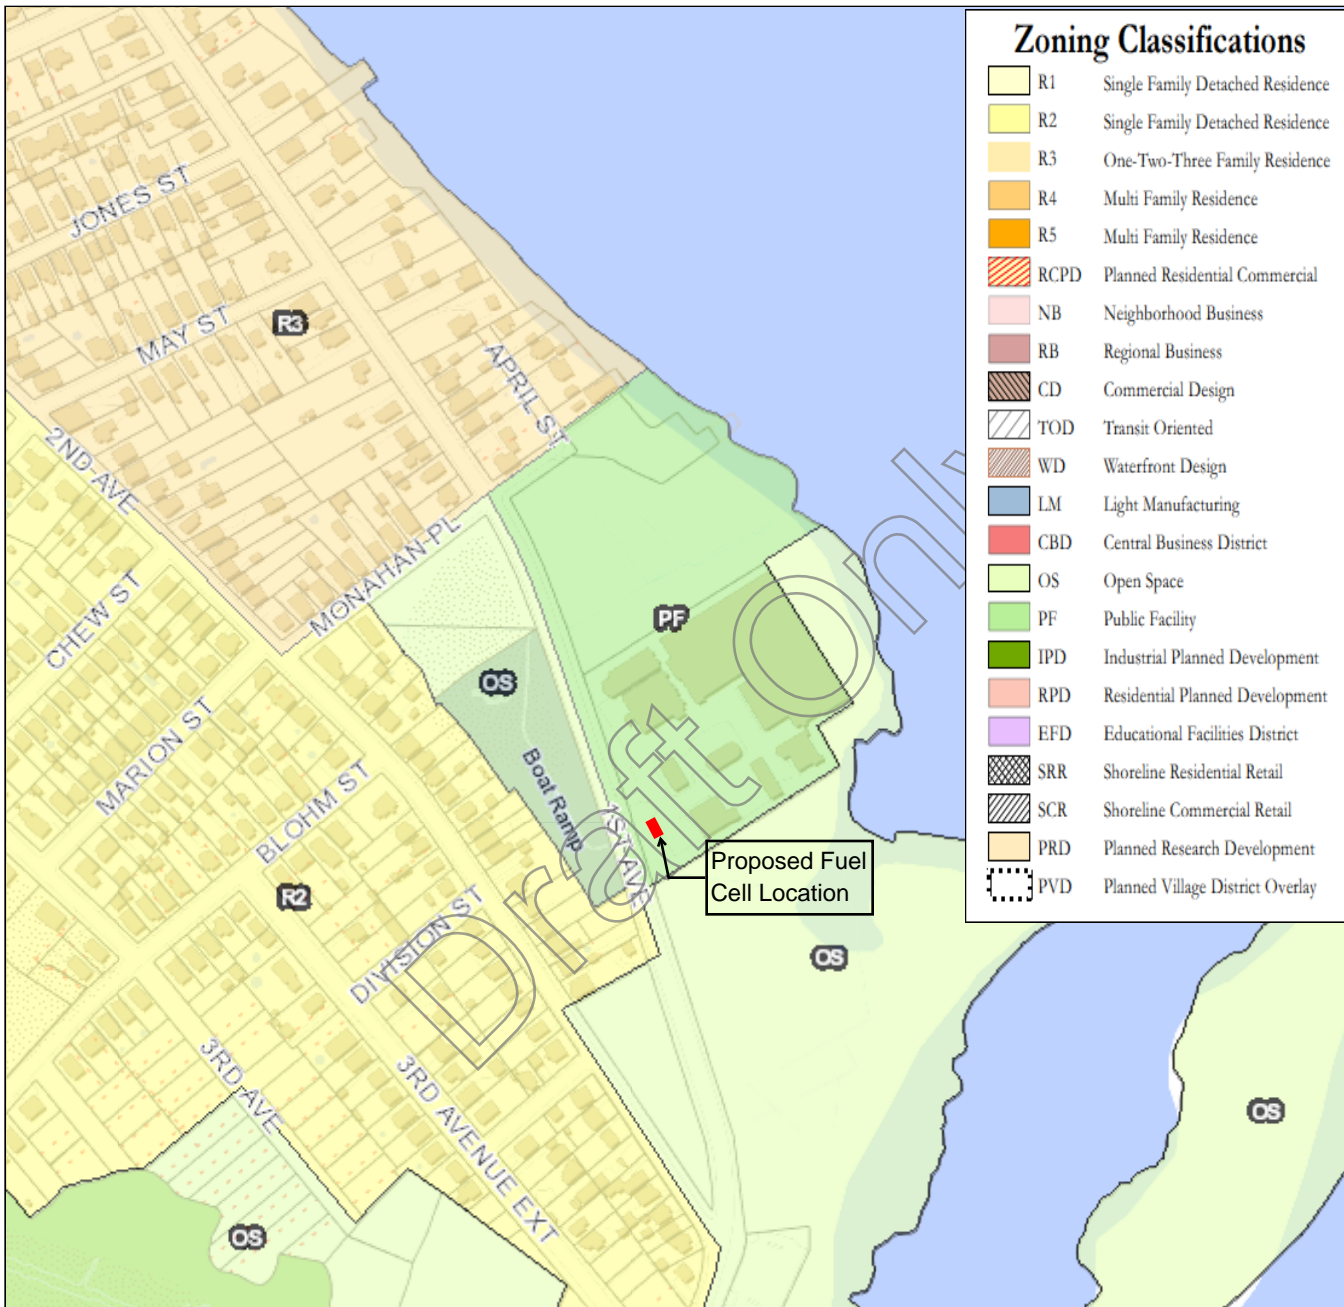 Zoning Classifications
R1 Single Family Detached Residence
R2 Single Family Detached Residence
R3 One-Two-Three Family Residence
R4 Multi Family Residence
R5 Multi Family Residence
RCPD Planned Residential Commercial
NB Neighborhood Business
RB Regional Business
CD Commercial Design
TOD Transit Oriented
WD Waterfront Design
LM Light Manufacturing
CBD Central Business District
OS Open Space
PF Public Facility
IPD Industrial Planned Development
RPD Residential Planned Development
EFD Educational Facilities District
SRR Shoreline Residential Retail
SCR Shoreline Commercial Retail
PRD Planned Research Development
PVD Planned Village District Overlay
JONES ST
MAY ST
R3
APRIL ST
2ND AVE
MONAHAN PL
CHEW ST
PF
OS
MARION ST
Boat Ramp
BLOHM ST
1ST AVE
Proposed Fuel
Cell Location
R2
DIVISION ST
OS
3RD AVE
3RD AVENUE EXT
OS
OS
Draft Only